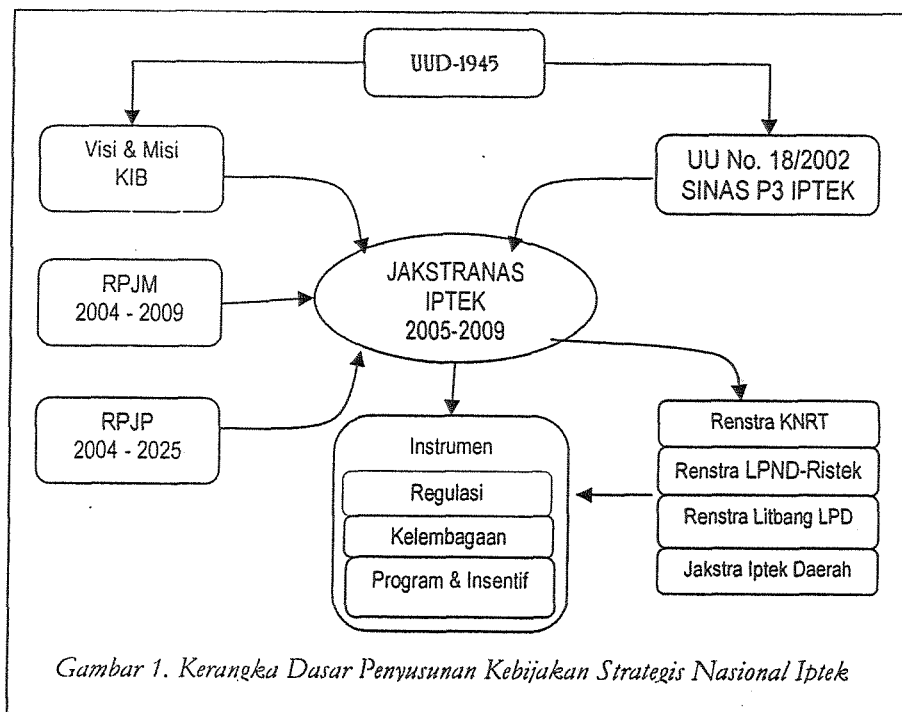 UUD-1945
Visi & Misi
KIB
UU No. 18/2002
SINAS P3 IPTEK
RPJM
2004 - 2009
JAKSTRANAS
IPTEK
2005-2009
RPJP
2004 - 2025
Instrumen
Regulasi
Kelembagaan
Program & Insentif
Renstra KNRT
Renstra LPND-Ristek
Renstra Litbang LPD
Jakstra Iptek Daerah
Gambar 1. Kerangka Dasar Penyusunan Kebijakan Strategis Nasional Iptek